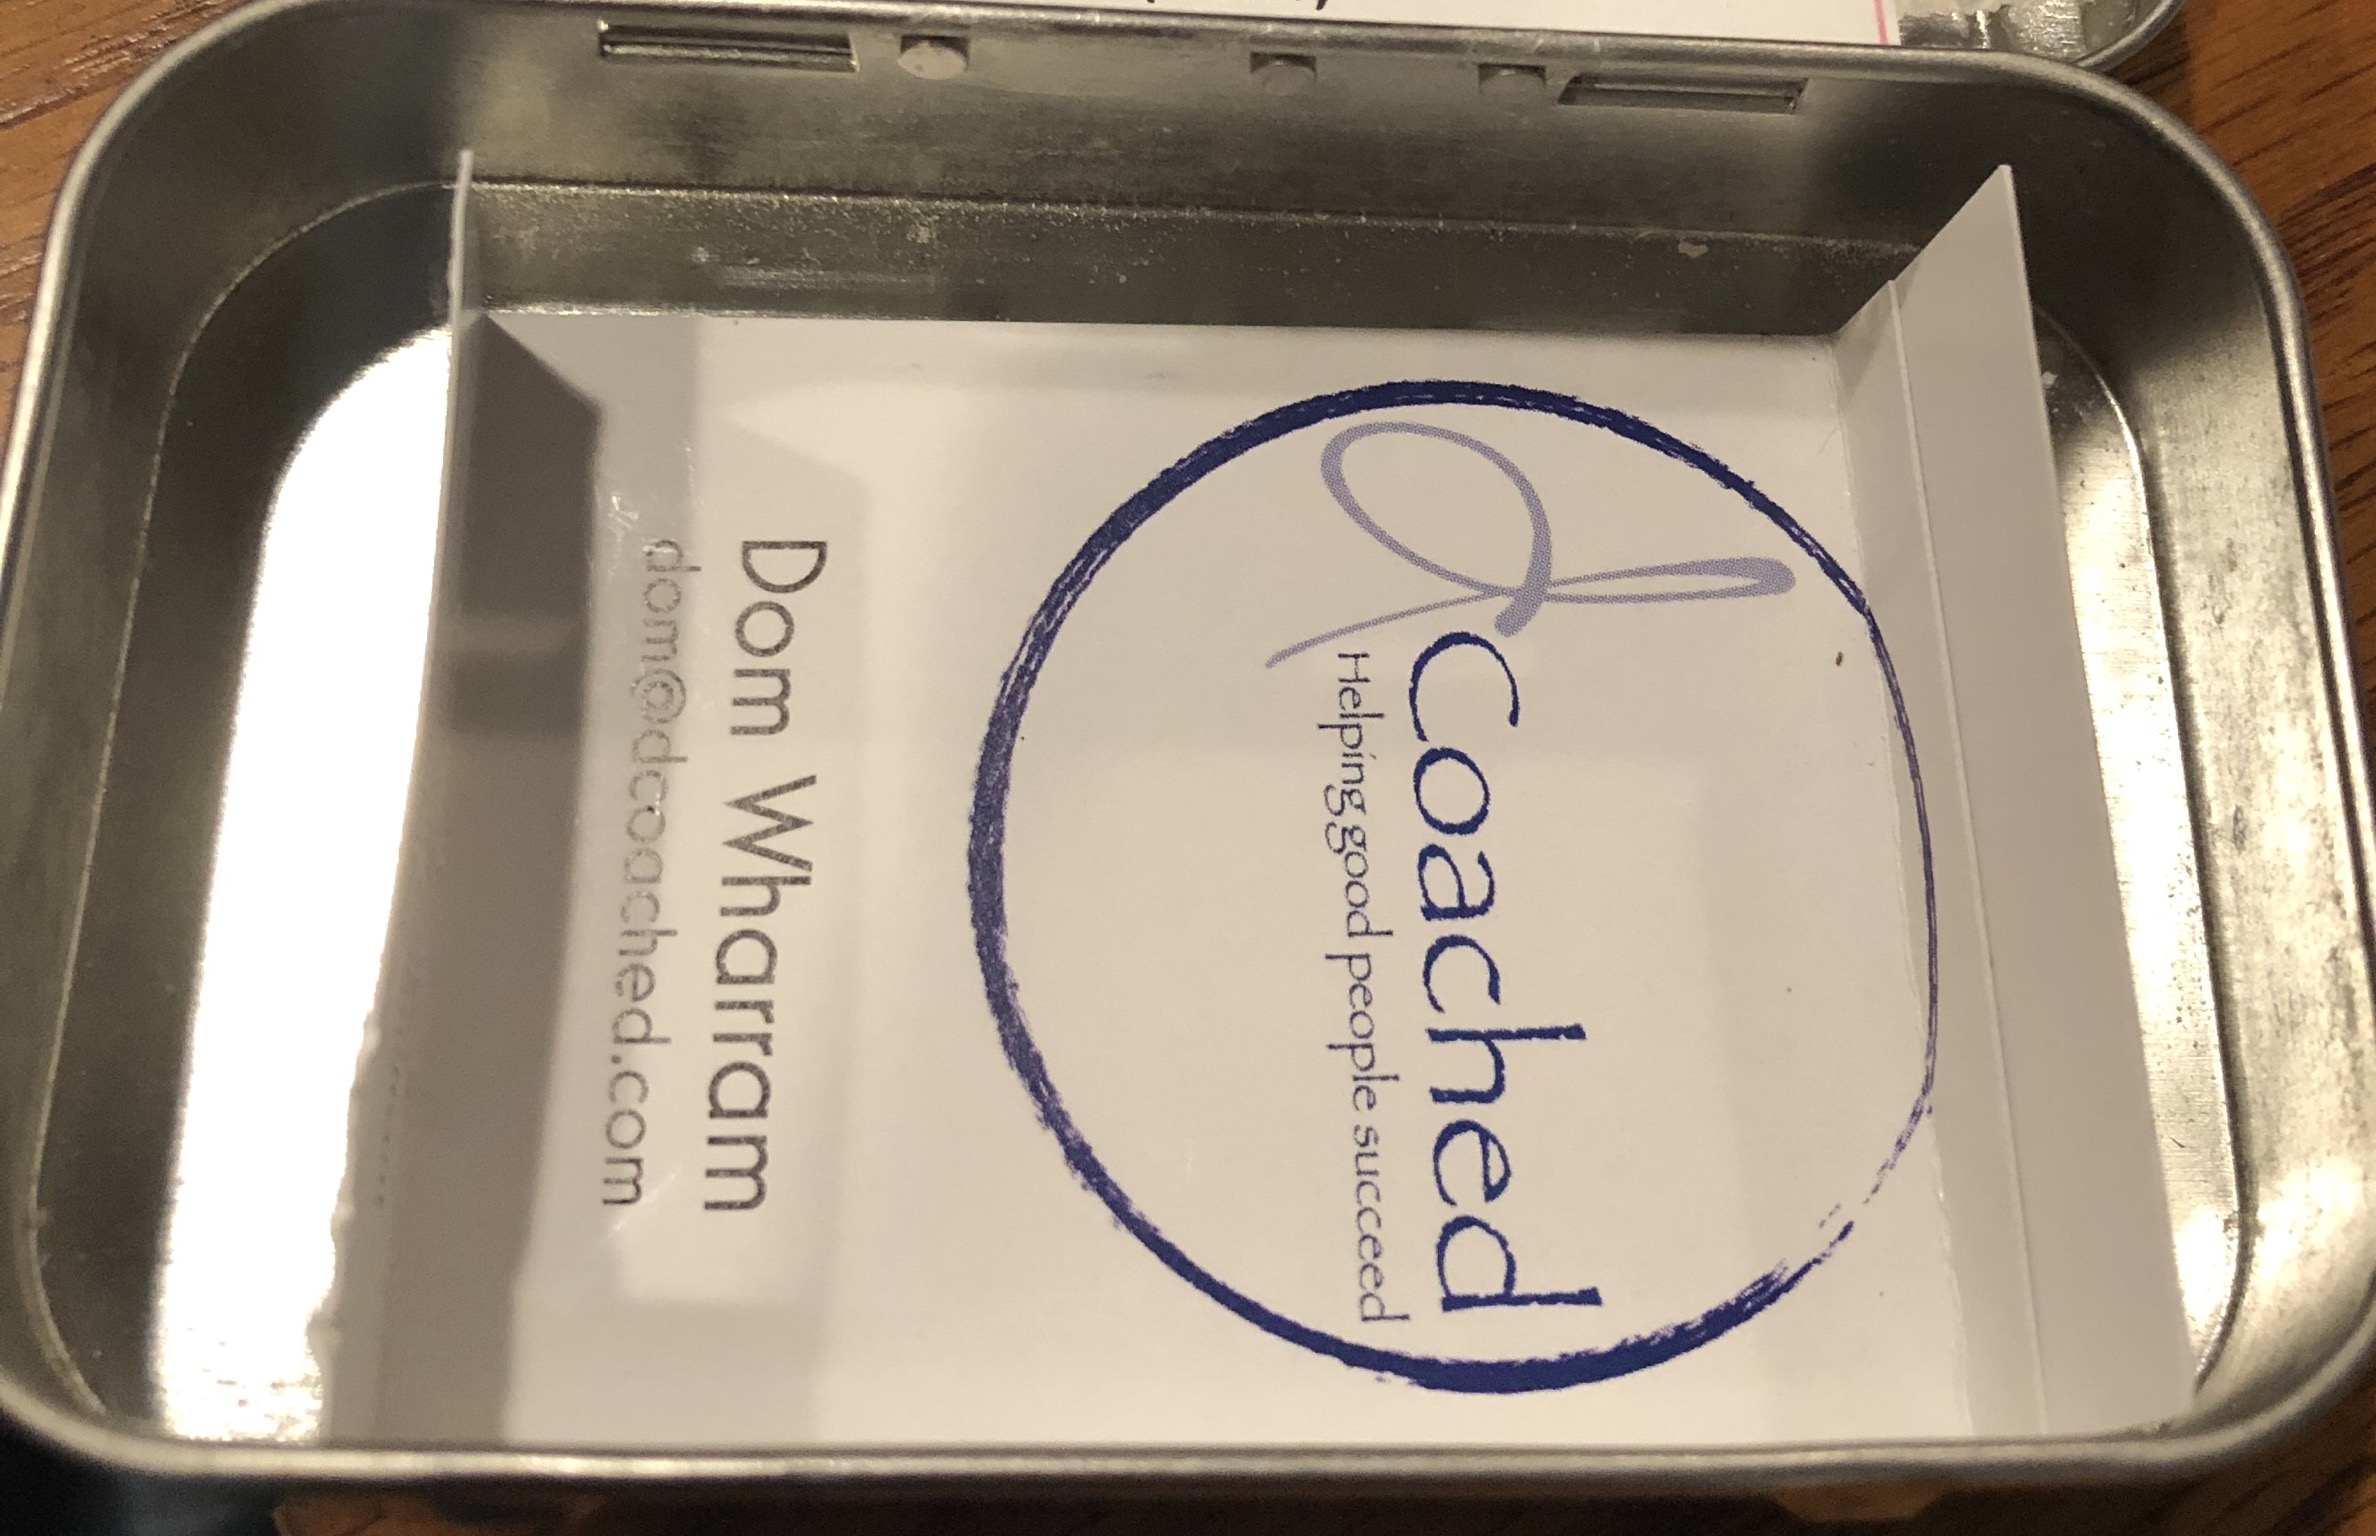 d coached
Helping good people succeed
Dom Wharram
dom@dcoached.com